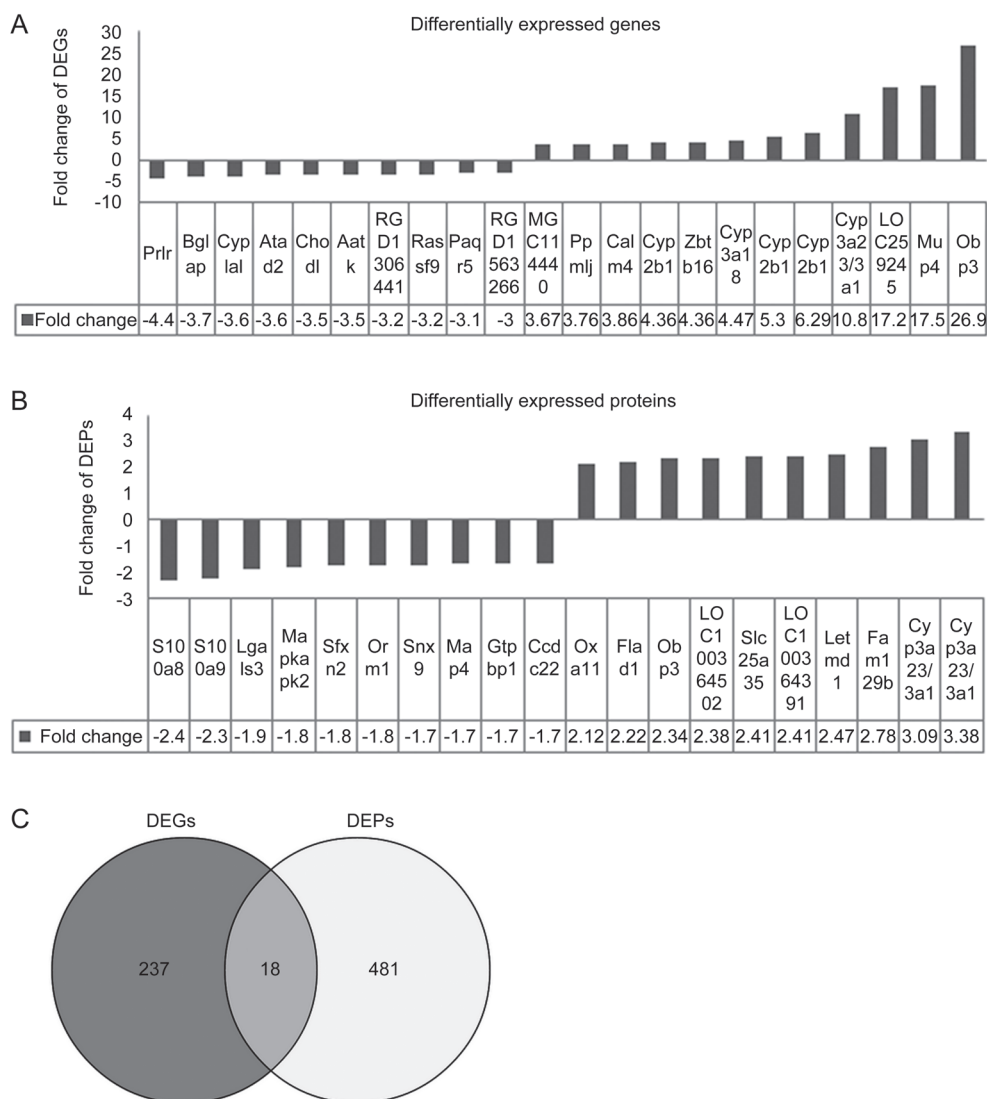 A
Differentially expressed genes
Fold change of DEGs
30
25
20
15
10
5
0
-5
-10
Prlr
Bgl
ap
Cyp
lal
Ata
d2
Cho
dl
Aat
k
RG
D1
306
441
Ras
sf9
Paq
r5
RG
D1
563
266
MG
C11
444
0
Pp
mlj
Cal
m4
Cyp
2b1
Zbt
b16
Cyp
3a1
8
Cyp
2b1
Cyp
2b1
Cyp
3a2
3/3
a1
LO
C25
924
5
Mu
p4
Ob
p3
Fold change -4.4 -3.7 -3.6 -3.6 -3.5 -3.5 -3.2 -3.2 -3.1 -3 3.67 3.76 3.86 4.36 4.36 4.47 5.3 6.29 10.8 17.2 17.5 26.9
B
Differentially expressed proteins
Fold change of DEPs
4
3
2
1
0
-1
-2
-3
S10
0a8
S10
0a9
Lga
ls3
Ma
pka
pk2
Sfx
n2
Or
m1
Snx
9
Ma
p4
Gtp
bp1
Ccd
c22
Ox
a11
Fla
d1
Ob
p3
LO
C1
003
645
02
Slc
25a
35
LO
C1
003
643
91
Let
md
1
Fa
m1
29b
Cy
p3a
23/
3a1
Cy
p3a
23/
3a1
Fold change -2.4 -2.3 -1.9 -1.8 -1.8 -1.8 -1.7 -1.7 -1.7 -1.7 2.12 2.22 2.34 2.38 2.41 2.41 2.47 2.78 3.09 3.38
C
DEGs DEPs
237 18 481